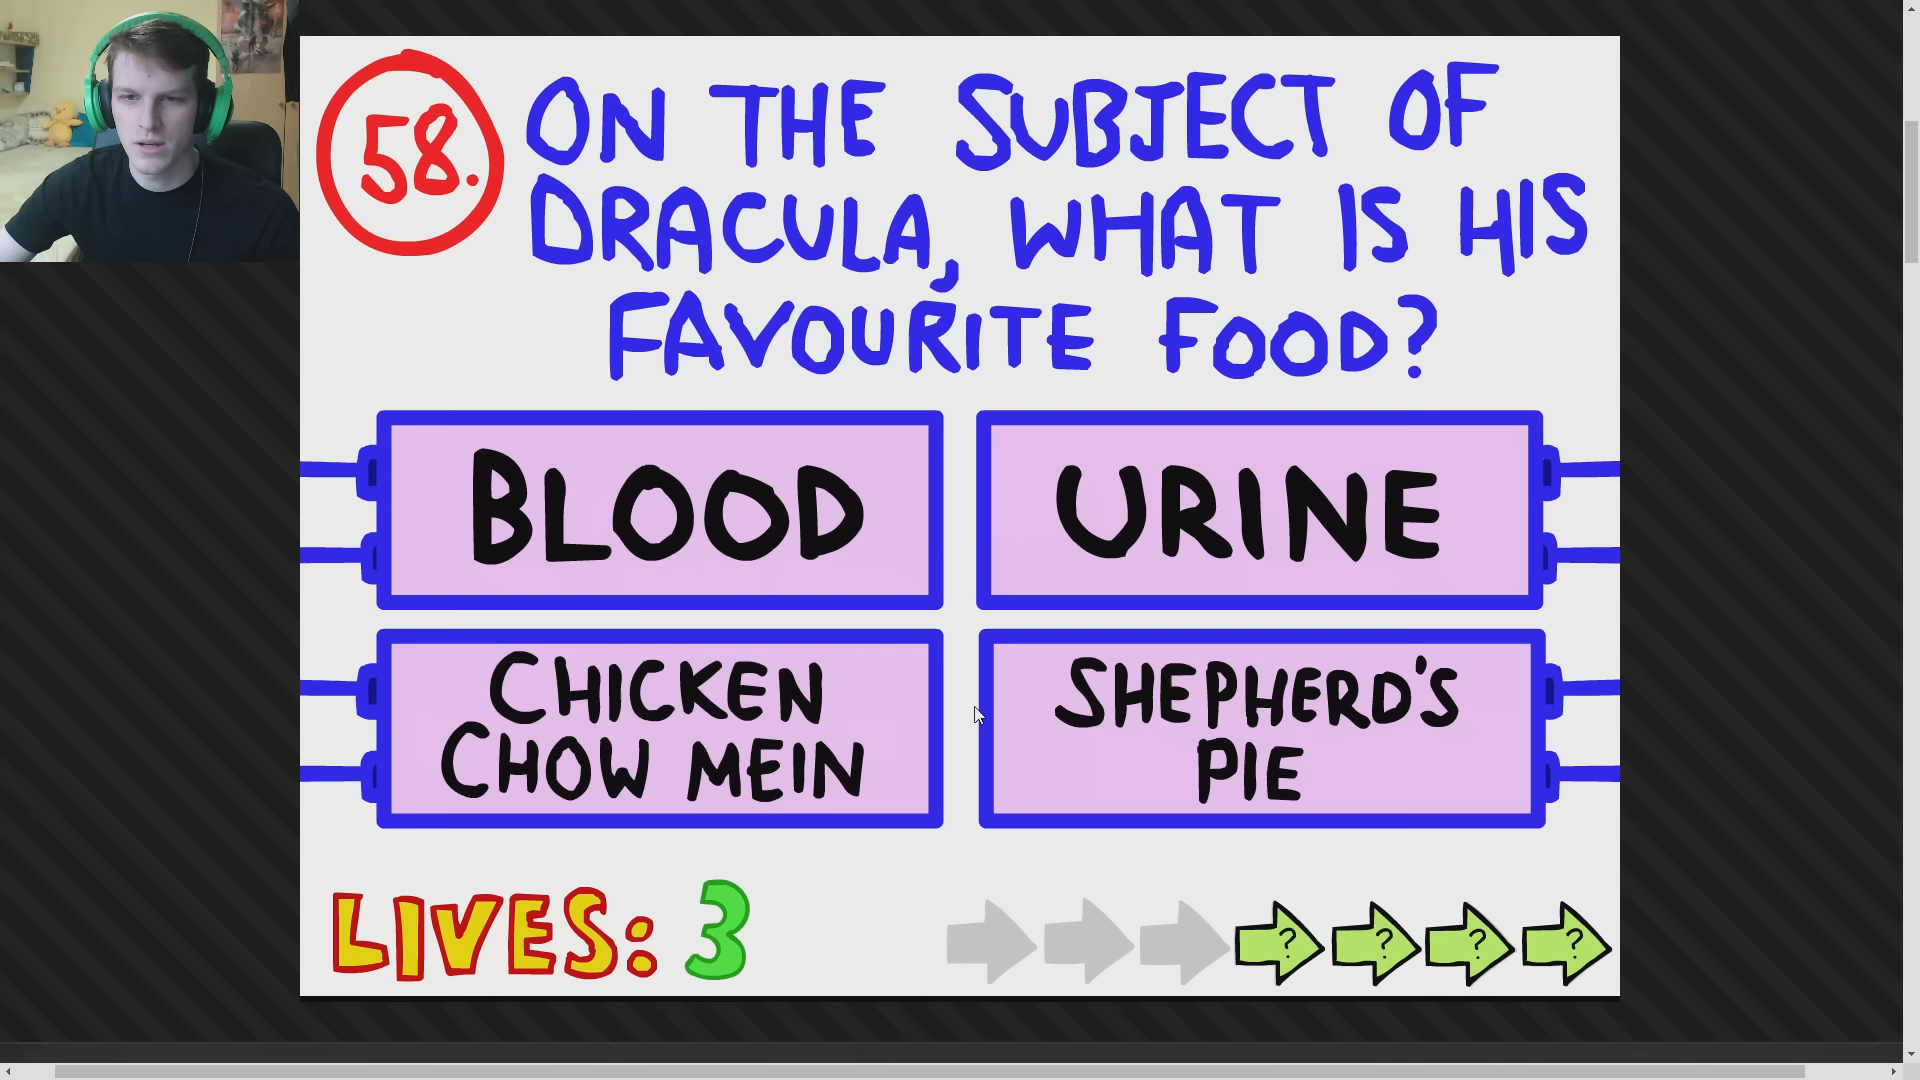 58.
ON THE SUBJECT OF
DRACULA, WHAT IS HIS
FAVOURITE FOOD?
BLOOD
URINE
CHICKEN
CHOW MEIN
SHEPHERD'S
PIE
LIVES: 3
? ? ? ?